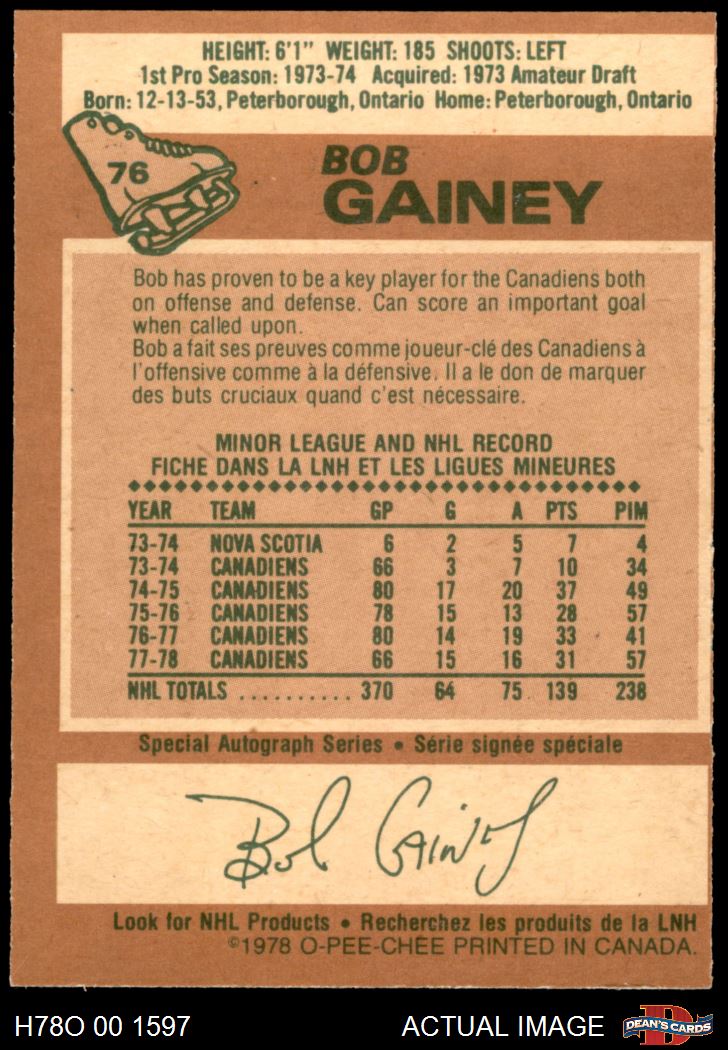 HEIGHT: 6'1" WEIGHT: 185 SHOOTS: LEFT
1st Pro Season: 1973-74 Acquired: 1973 Amateur Draft
Born: 12-13-53, Peterborough, Ontario Home: Peterborough, Ontario
76
BOB
GAINEY
Bob has proven to be a key player for the Canadiens both
on offense and defense. Can score an important goal
when called upon.
Bob a fait ses preuves comme joueur-clé des Canadiens à
l'offensive comme à la défensive. Il a le don de marquer
des buts cruciaux quand c'est nécessaire.
MINOR LEAGUE AND NHL RECORD
FICHE DANS LA LNH ET LES LIGUES MINEURES
YEAR TEAM GP G A PTS PIM
73-74 NOVA SCOTIA 6 2 5 7 4
73-74 CANADIENS 66 3 7 10 34
74-75 CANADIENS 80 17 20 37 49
75-76 CANADIENS 78 15 13 28 57
76-77 CANADIENS 80 14 19 33 41
77-78 CANADIENS 66 15 16 31 57
NHL TOTALS .......... 370 64 75 139 238
Special Autograph Series • Série signée spéciale
Bob Gainey
Look for NHL Products • Recherchez les produits de la LNH
©1978 O-PEE-CHEE PRINTED IN CANADA.
H78O 00 1597 ACTUAL IMAGE D DEAN'S CARDS